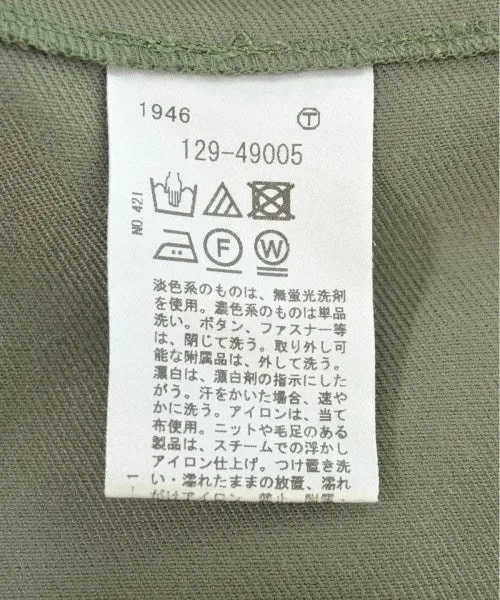 1946 Ⓣ
129-49005
NO.421
F W
淡色系のものは、無蛍光洗剤
を使用。濃色系のものは単品
洗い。ボタン、ファスナー等
は、閉じて洗う。取り外し可
能な附属品は、外して洗う。
漂白は、漂白剤の指示にした
がう。汗をかいた場合、速や
かに洗う。アイロンは、当て
布使用。ニットや毛足のある
製品は、スチームでの浮かし
アイロン仕上げ。つけ置き洗
い・濡れたままの放置、濡れ